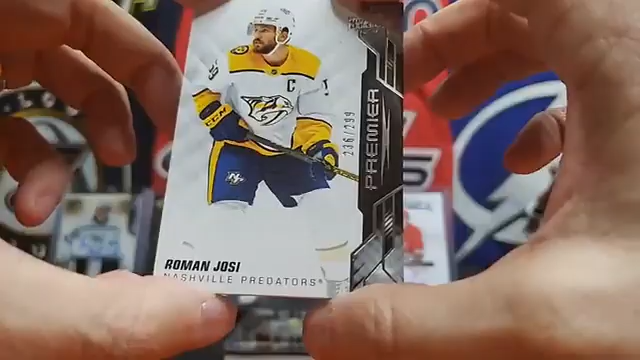 C
236/299
PREMIER
ROMAN JOSI
NASHVILLE PREDATORS